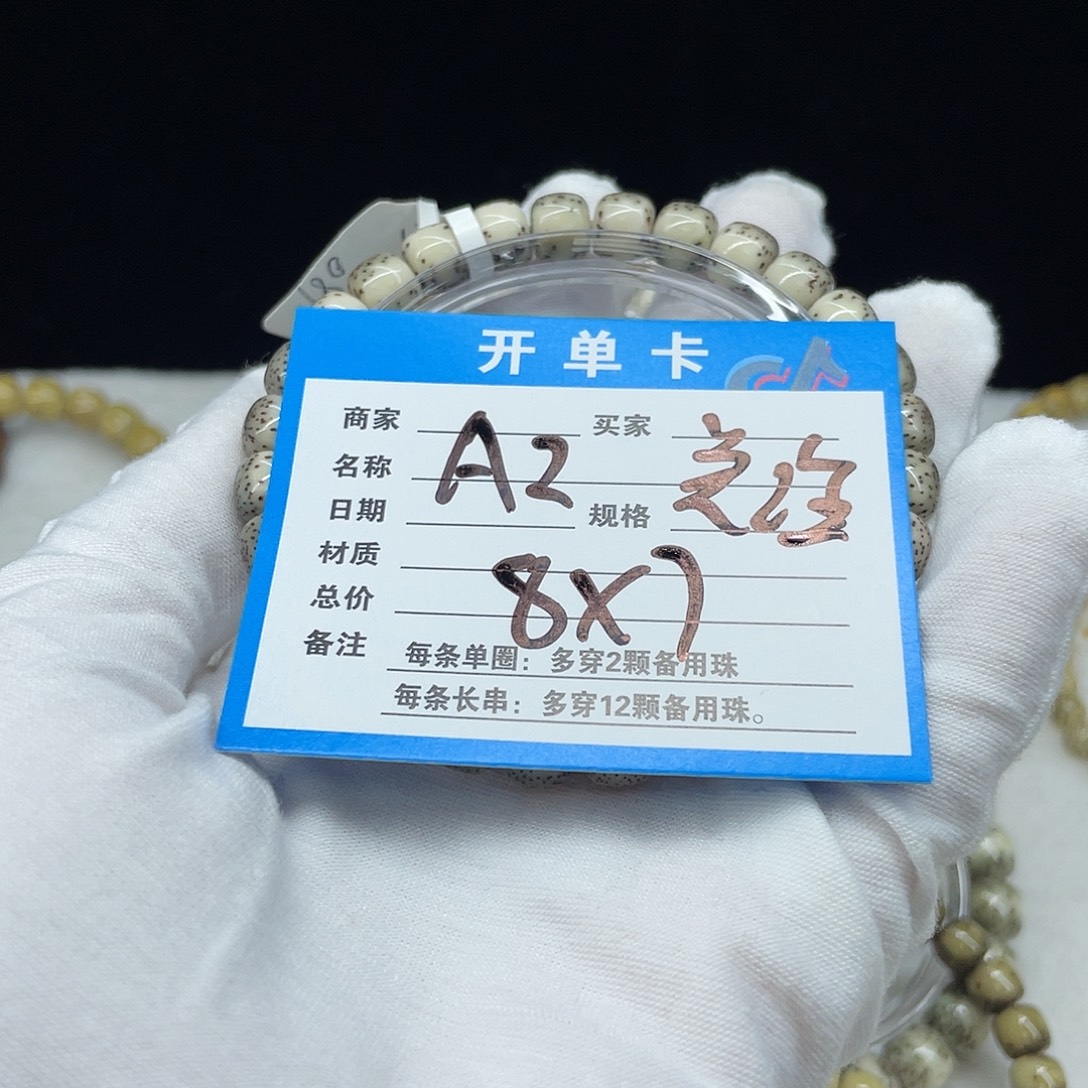 开单卡
商家 买家
名称 A2
日期 规格
材质
总价 8X7
备注 每条单圈：多穿2颗备用珠
每条长串：多穿12颗备用珠。